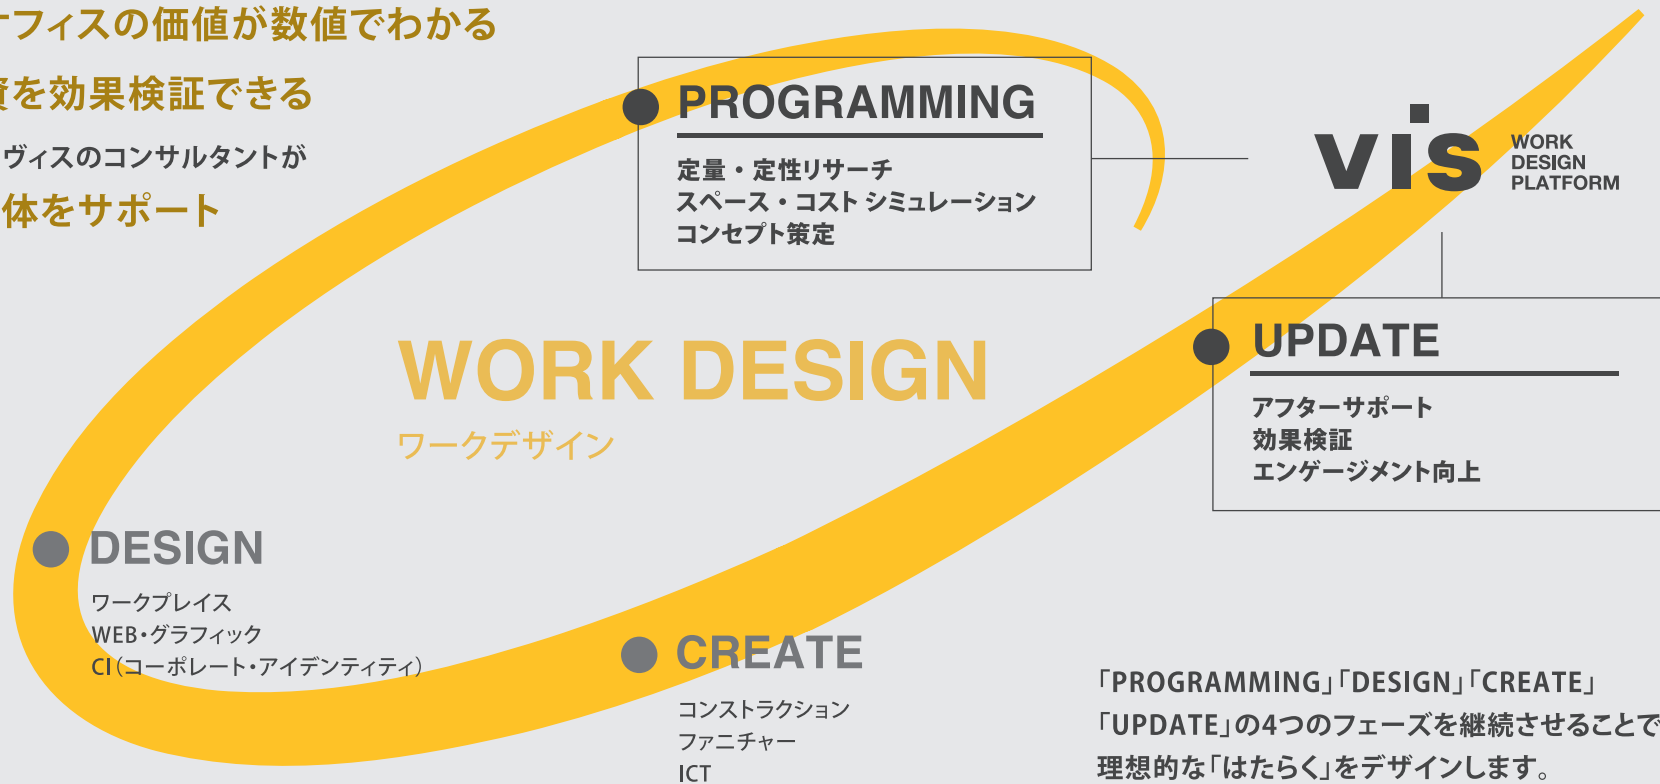 オフィスの価値が数値でわかる
資を効果検証できる
ヴィスのコンサルタントが
体をサポート
PROGRAMMING
定量・定性リサーチ
スペース・コスト シミュレーション
コンセプト策定
vis
WORK
DESIGN
PLATFORM
WORK DESIGN
ワークデザイン
UPDATE
アフターサポート
効果検証
エンゲージメント向上
DESIGN
ワークプレイス
WEB・グラフィック
CI(コーポレート・アイデンティティ)
CREATE
コンストラクション
ファニチャー
ICT
「PROGRAMMING」「DESIGN」「CREATE」
「UPDATE」の4つのフェーズを継続させることで
理想的な「はたらく」をデザインします。